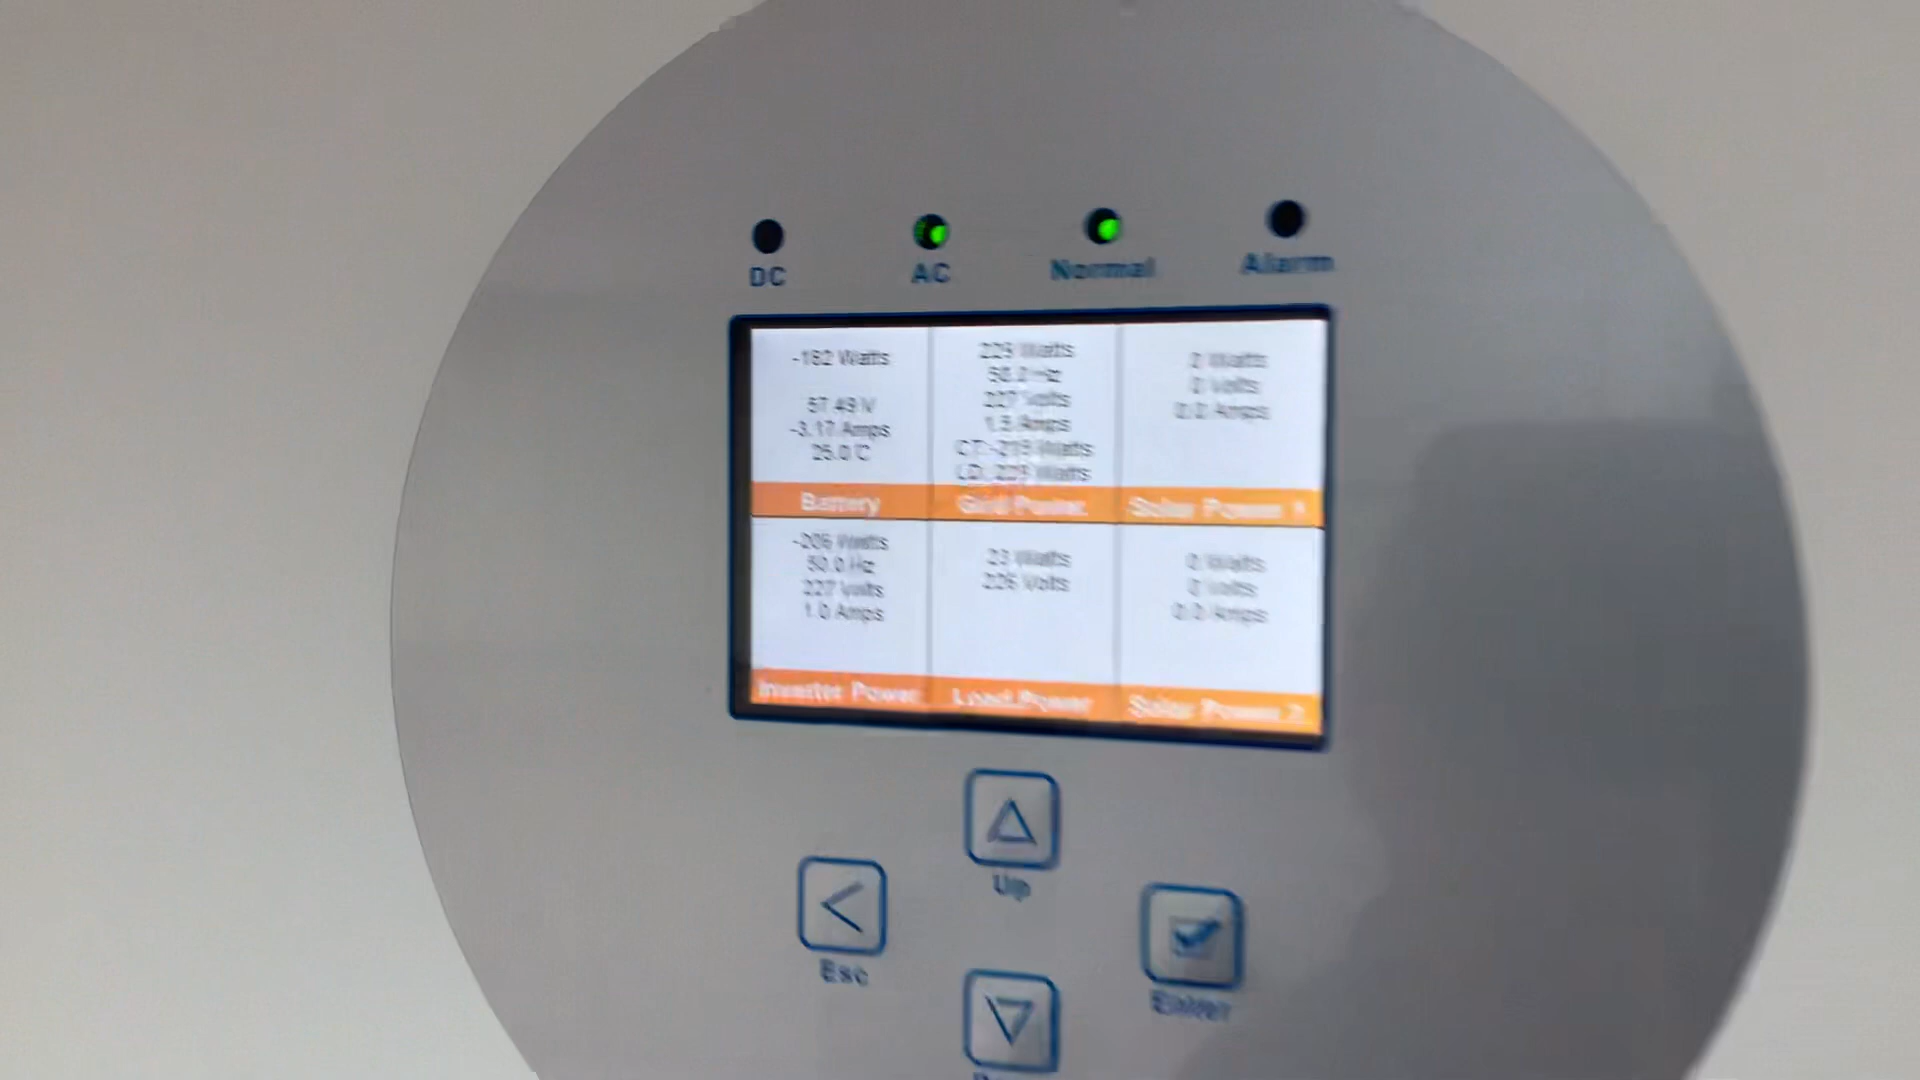 DC AC Normal Alarm
-182 Watts
57.49 V
-3.17 Amps
25.0 C
Battery
229 Watts
50.0 Hz
227 Volts
1.5 Amps
CT: -219 Watts
LD: 229 Watts
Grid Power
0 Watts
0 Volts
0.0 Amps
Solar Power 1
-206 Watts
50.0 Hz
227 Volts
1.0 Amps
Inverter Power
23 Watts
226 Volts
Load Power
0 Watts
0 Volts
0.0 Amps
Solar Power 2
Up
Esc
Enter